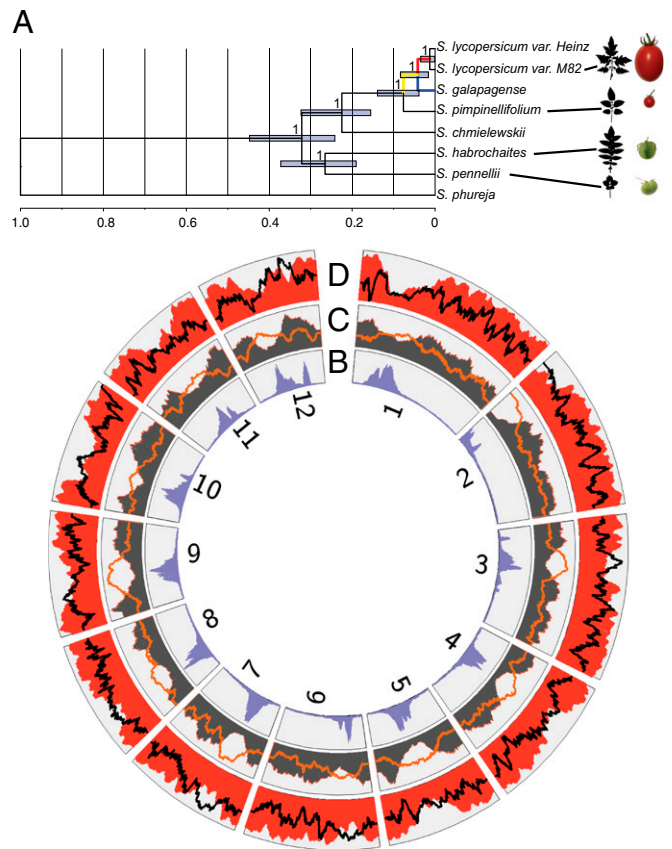 A
S. lycopersicum var. Heinz
S. lycopersicum var. M82
S. galapagense
S. pimpinellifolium
S. chmielewskii
S. habrochaites
S. pennellii
S. phureja
1
1
1
1
1
1
1.0 0.8 0.6 0.4 0.2 0
D
C
B
1
2
3
4
5
6
7
8
9
10
11
12